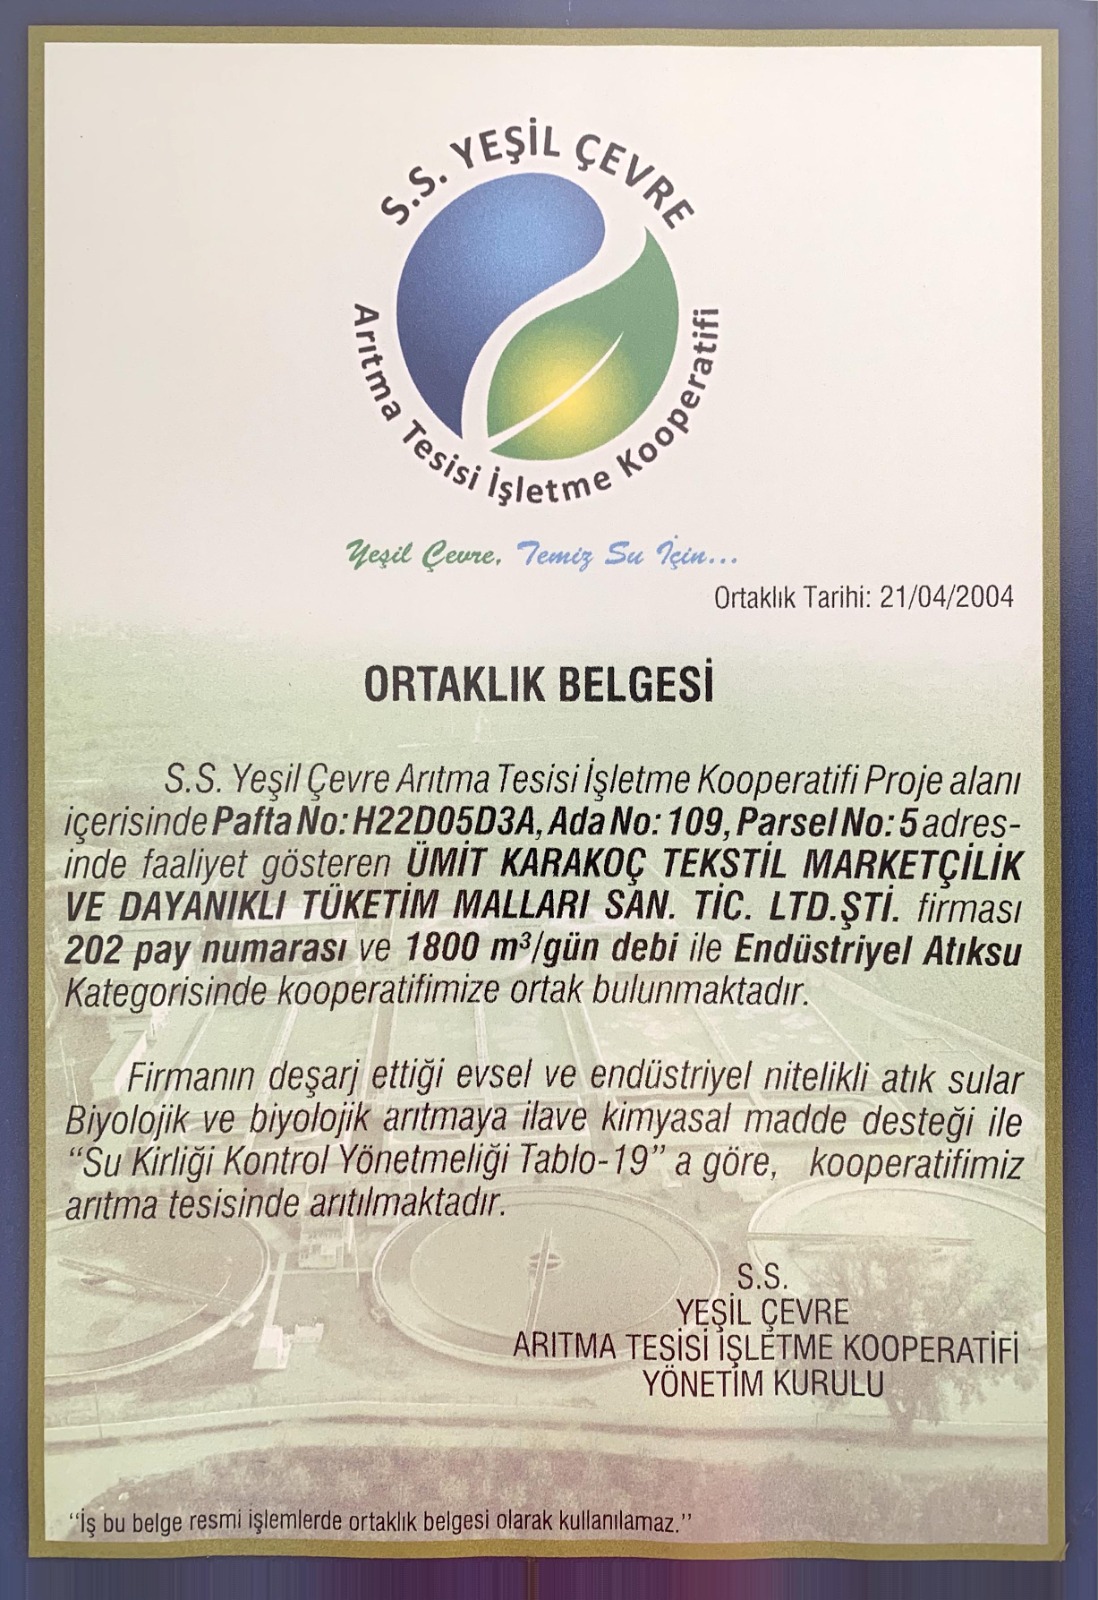 S.S. YEŞİL ÇEVRE
Arıtma Tesisi İşletme Kooperatifi
Yeşil Çevre, Temiz Su İçin...
Ortaklık Tarihi: 21/04/2004
ORTAKLIK BELGESİ
S.S. Yeşil Çevre Arıtma Tesisi İşletme Kooperatifi Proje alanı
içerisinde Pafta No: H22D05D3A, Ada No: 109, Parsel No: 5 adres-
inde faaliyet gösteren ÜMİT KARAKOÇ TEKSTİL MARKETÇİLİK
VE DAYANIKLI TÜKETİM MALLARI SAN. TİC. LTD.ŞTİ. firması
202 pay numarası ve 1800 m³/gün debi ile Endüstriyel Atıksu
Kategorisinde kooperatifimize ortak bulunmaktadır.
Firmanın deşarj ettiği evsel ve endüstriyel nitelikli atık sular
Biyolojik ve biyolojik arıtmaya ilave kimyasal madde desteği ile
“Su Kirliği Kontrol Yönetmeliği Tablo-19” a göre, kooperatifimiz
arıtma tesisinde arıtılmaktadır.
S.S.
YEŞİL ÇEVRE
ARITMA TESİSİ İŞLETME KOOPERATİFİ
YÖNETİM KURULU
“İş bu belge resmi işlemlerde ortaklık belgesi olarak kullanılamaz.”